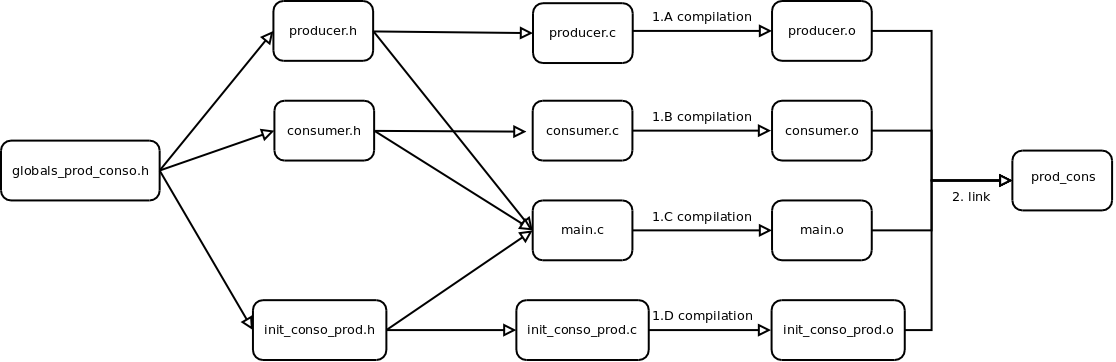 producer.h
producer.c
1.A compilation
producer.o
consumer.h
consumer.c
1.B compilation
consumer.o
globals_prod_conso.h
prod_cons
2. link
main.c
1.C compilation
main.o
init_conso_prod.h
init_conso_prod.c
1.D compilation
init_conso_prod.o